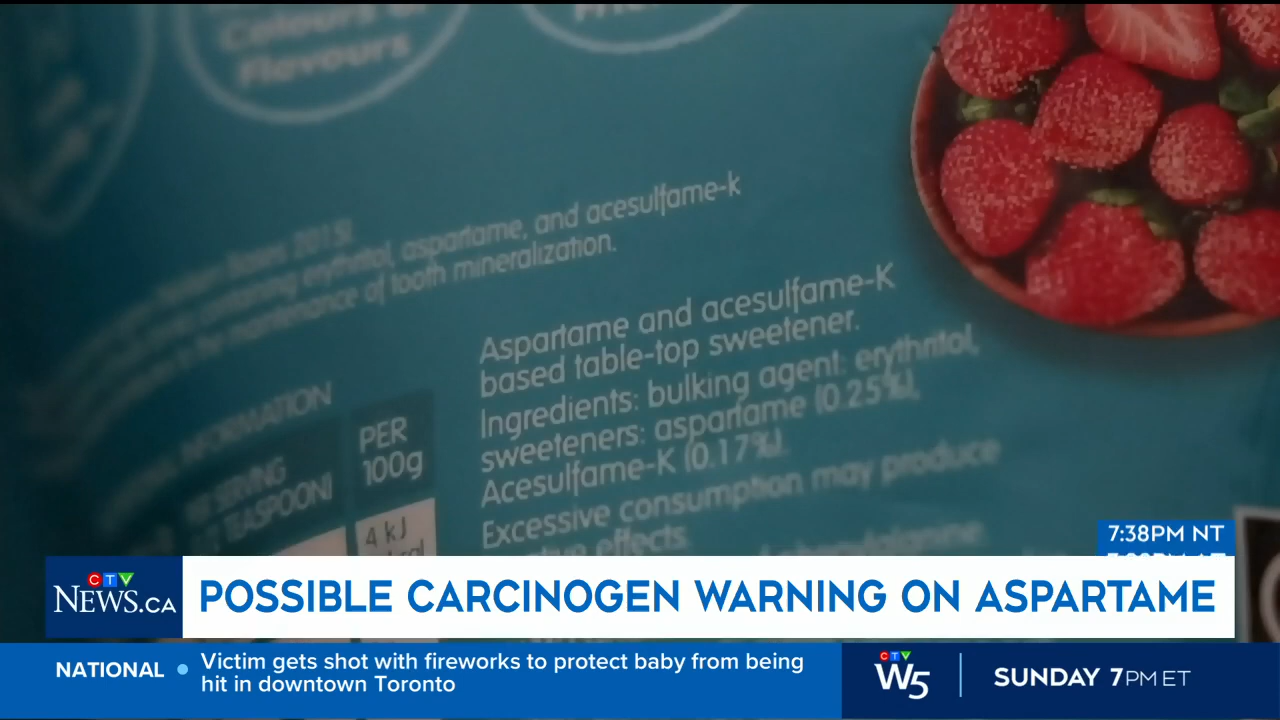 Colours or
Flavours
erythritol, aspartame, and acesulfame-k
maintenance of tooth mineralization.
Aspartame and acesulfame-K
based table-top sweetener.
Ingredients: bulking agent: erythritol,
sweeteners: aspartame (0.25%),
Acesulfame-K (0.17%).
Excessive consumption may produce
effects.
INFORMATION
SERVING
TEASPOON)
PER
100g
4 kJ
7:38PM NT
CTV
NEWS.CA
POSSIBLE CARCINOGEN WARNING ON ASPARTAME
NATIONAL • Victim gets shot with fireworks to protect baby from being
hit in downtown Toronto
CTV
W5
SUNDAY 7PM ET